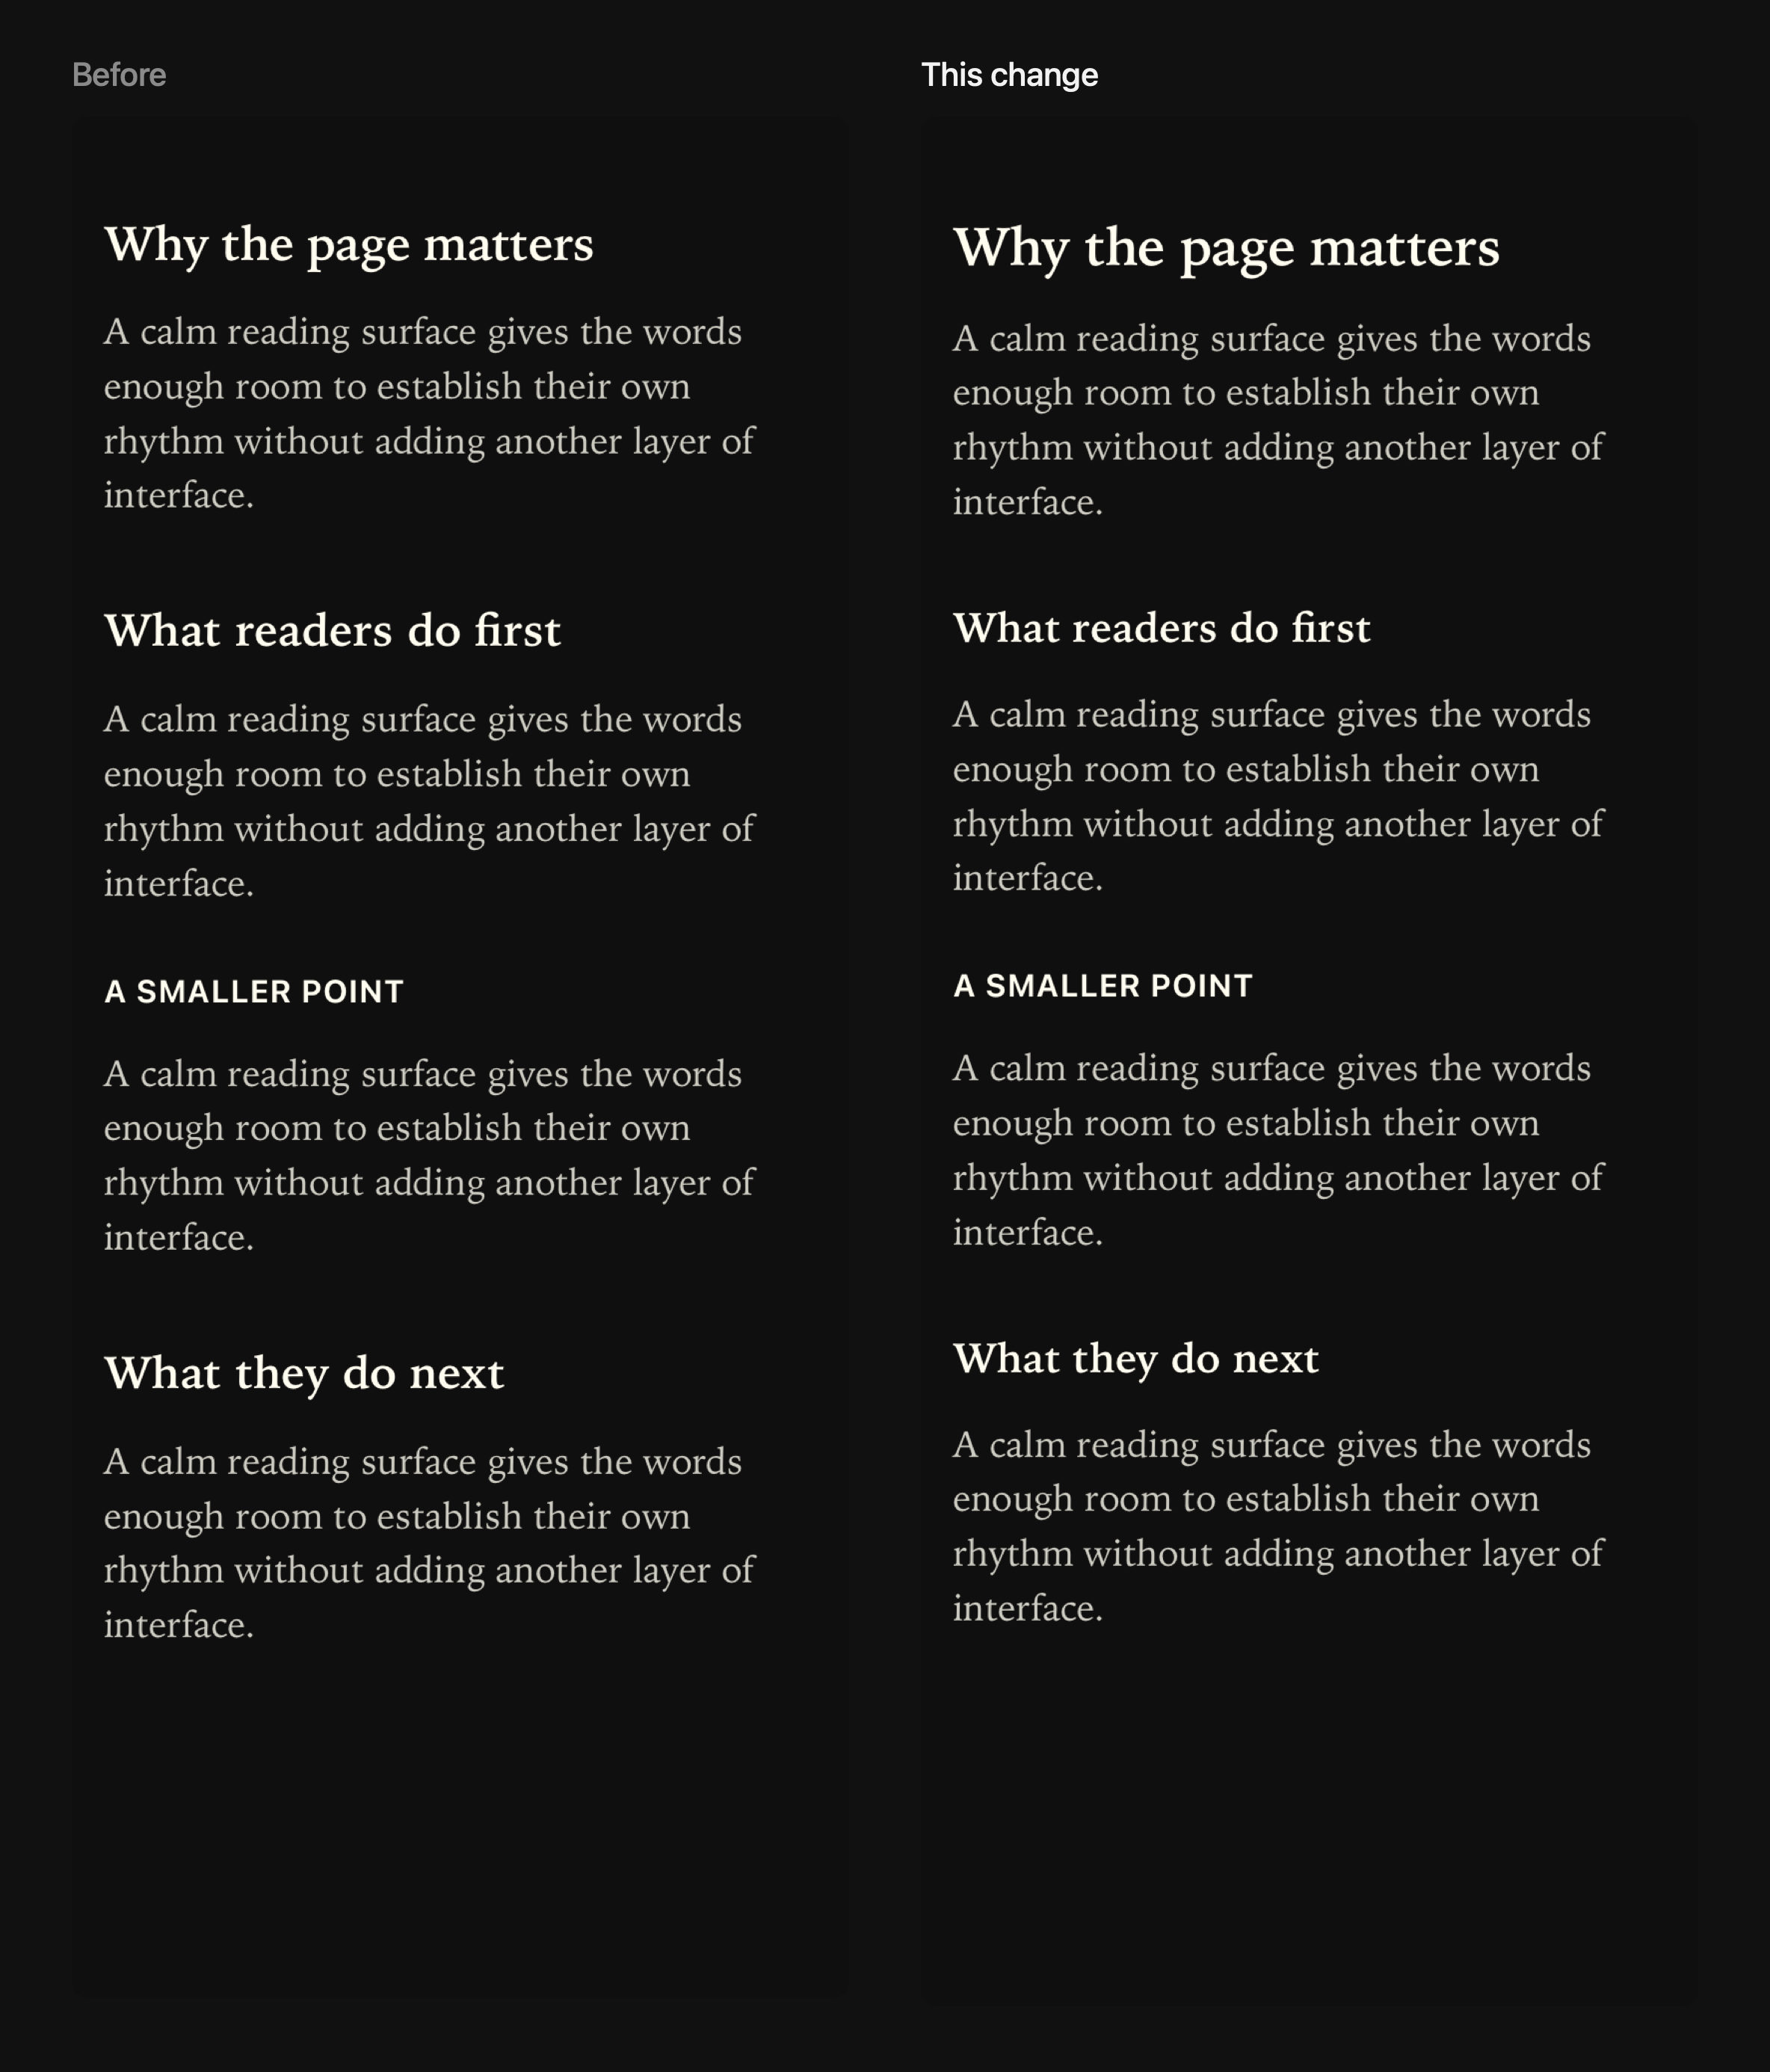 Before
Why the page matters
A calm reading surface gives the words
enough room to establish their own
rhythm without adding another layer of
interface.
What readers do first
A calm reading surface gives the words
enough room to establish their own
rhythm without adding another layer of
interface.
A SMALLER POINT
A calm reading surface gives the words
enough room to establish their own
rhythm without adding another layer of
interface.
What they do next
A calm reading surface gives the words
enough room to establish their own
rhythm without adding another layer of
interface.
This change
Why the page matters
A calm reading surface gives the words
enough room to establish their own
rhythm without adding another layer of
interface.
What readers do first
A calm reading surface gives the words
enough room to establish their own
rhythm without adding another layer of
interface.
A SMALLER POINT
A calm reading surface gives the words
enough room to establish their own
rhythm without adding another layer of
interface.
What they do next
A calm reading surface gives the words
enough room to establish their own
rhythm without adding another layer of
interface.